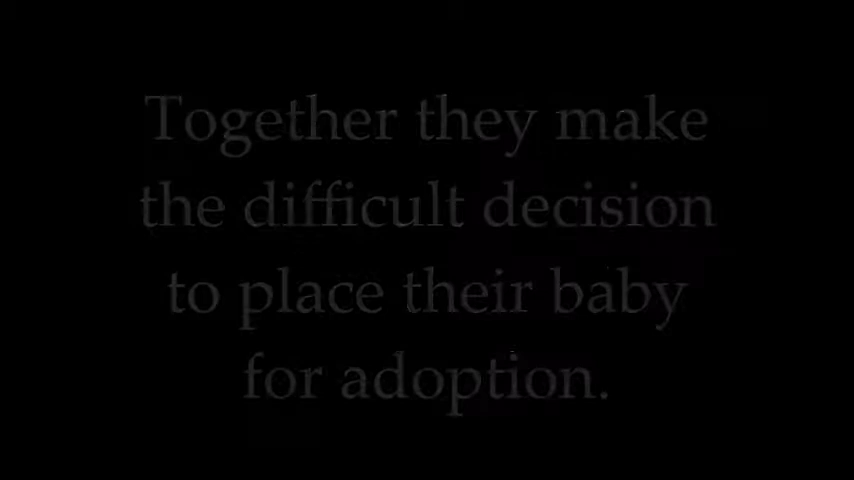 Together they make
the difficult decision
to place their baby
for adoption.